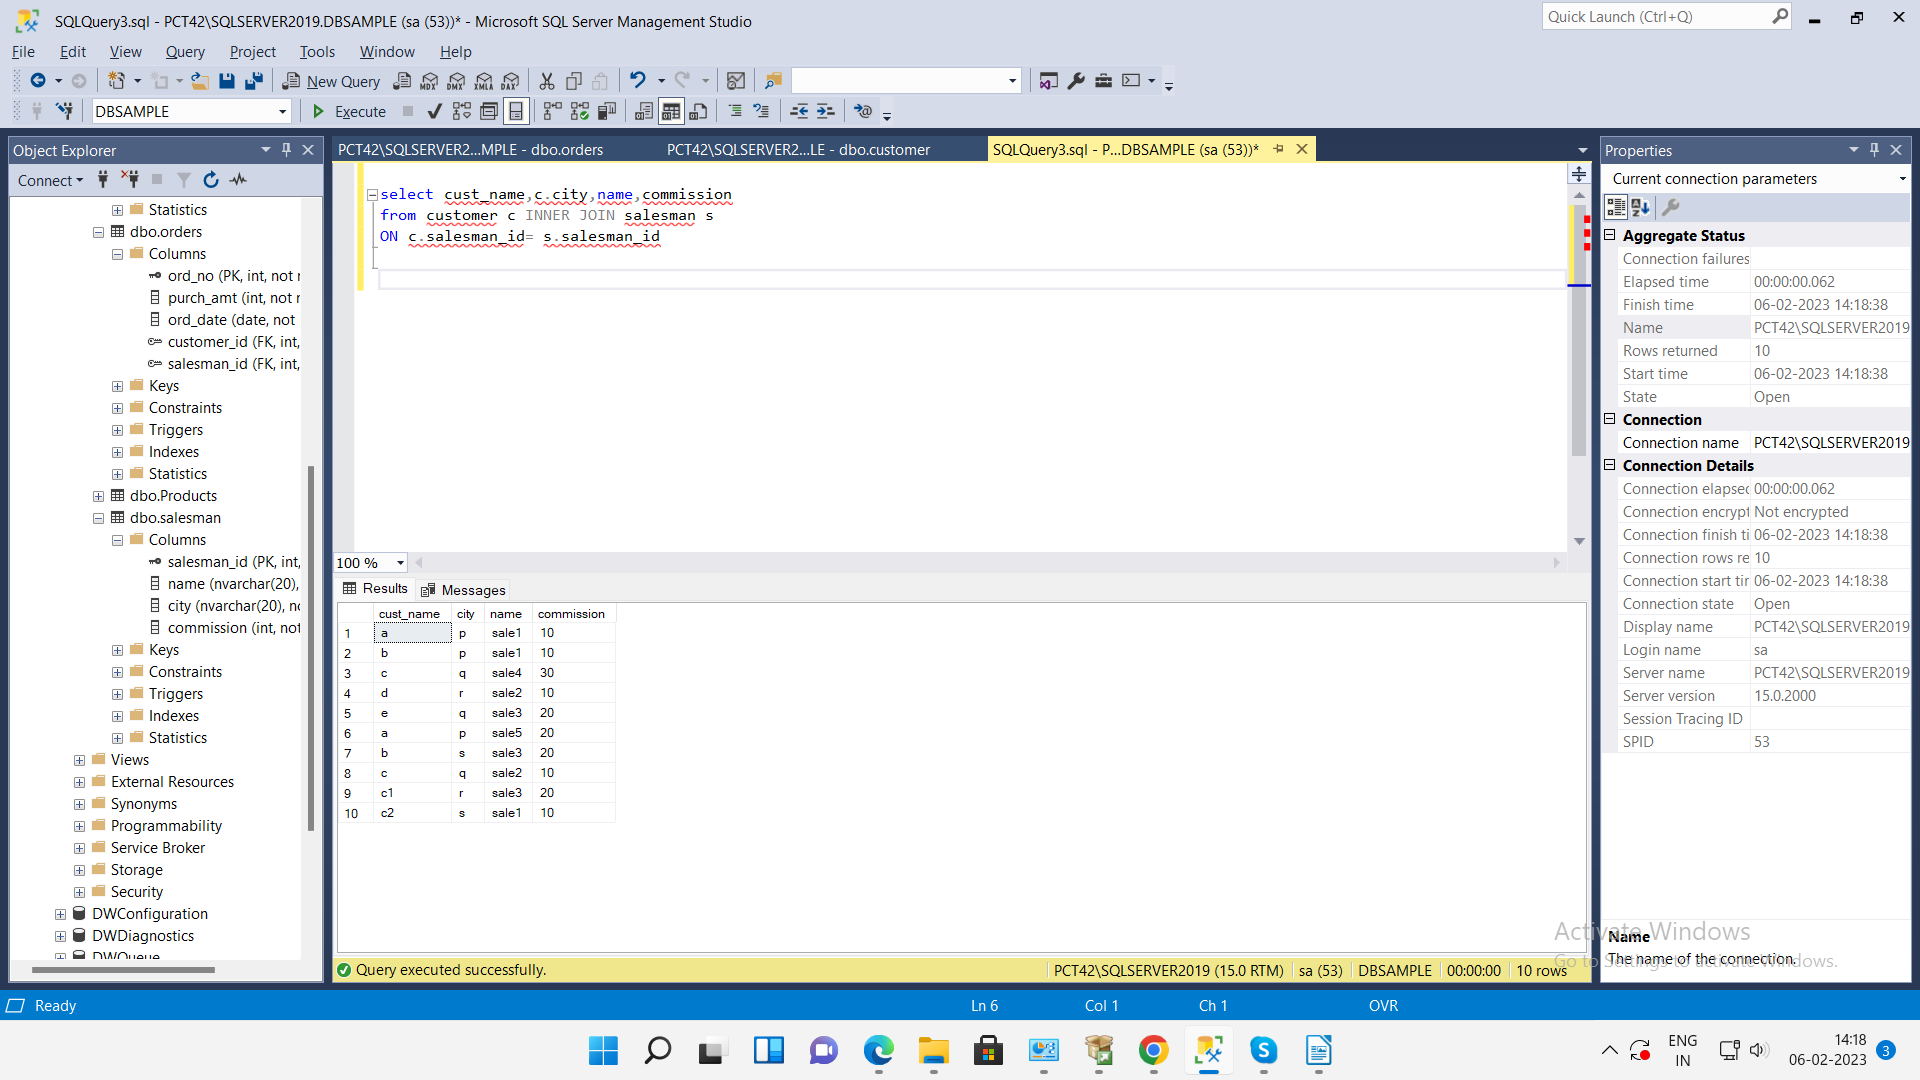 SQLQuery3.sql - PCT42\SQLSERVER2019.DBSAMPLE (sa (53))* - Microsoft SQL Server Management Studio
Quick Launch (Ctrl+Q)
File Edit View Query Project Tools Window Help
New Query
MDX DMX XMLA DAX
DBSAMPLE
Execute
Object Explorer
Connect
Statistics
dbo.orders
Columns
ord_no (PK, int, not
purch_amt (int, not
ord_date (date, not
customer_id (FK, int,
salesman_id (FK, int,
Keys
Constraints
Triggers
Indexes
Statistics
dbo.Products
dbo.salesman
Columns
salesman_id (PK, int,
name (nvarchar(20),
city (nvarchar(20), n
commission (int, not
Keys
Constraints
Triggers
Indexes
Statistics
Views
External Resources
Synonyms
Programmability
Service Broker
Storage
Security
DWConfiguration
DWDiagnostics
DWQueue
PCT42\SQLSERVER2...MPLE - dbo.orders
PCT42\SQLSERVER2...LE - dbo.customer
SQLQuery3.sql - P...DBSAMPLE (sa (53))*
select cust_name,c.city,name,commission
from customer c INNER JOIN salesman s
ON c.salesman_id= s.salesman_id
100 %
Results Messages
cust_name city name commission
1 a p sale1 10
2 b p sale1 10
3 c q sale4 30
4 d r sale2 10
5 e q sale3 20
6 a p sale5 20
7 b s sale3 20
8 c q sale2 10
9 c1 r sale3 20
10 c2 s sale1 10
Query executed successfully.
PCT42\SQLSERVER2019 (15.0 RTM) sa (53) DBSAMPLE 00:00:00 10 rows
Properties
Current connection parameters
Aggregate Status
Connection failures
Elapsed time 00:00:00.062
Finish time 06-02-2023 14:18:38
Name PCT42\SQLSERVER2019
Rows returned 10
Start time 06-02-2023 14:18:38
State Open
Connection
Connection name PCT42\SQLSERVER2019
Connection Details
Connection elapsec 00:00:00.062
Connection encrypt Not encrypted
Connection finish ti 06-02-2023 14:18:38
Connection rows re 10
Connection start tir 06-02-2023 14:18:38
Connection state Open
Display name PCT42\SQLSERVER2019
Login name sa
Server name PCT42\SQLSERVER2019
Server version 15.0.2000
Session Tracing ID
SPID 53
Name
The name of the connection.
Activate Windows
Go to Settings to activate Windows.
Ready
Ln 6 Col 1 Ch 1 OVR
ENG
IN
14:18
06-02-2023
3